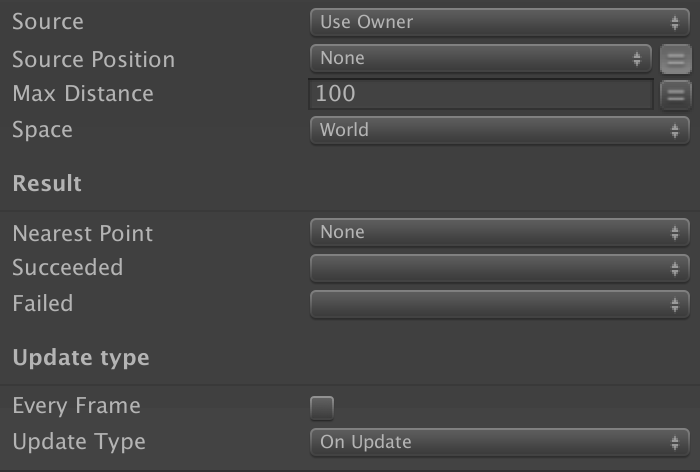 Source Use Owner
Source Position None
Max Distance 100
Space World
Result
Nearest Point None
Succeeded
Failed
Update type
Every Frame
Update Type On Update